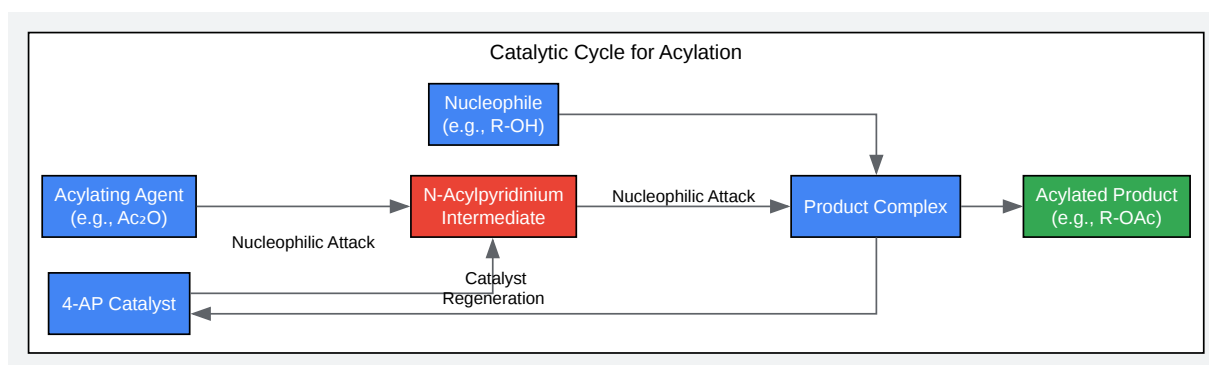 Catalytic Cycle for Acylation
Nucleophile
(e.g., R-OH)
Acylating Agent
(e.g., Ac₂O)
N-Acylpyridinium
Intermediate
Nucleophilic Attack
Product Complex
Acylated Product
(e.g., R-OAc)
Nucleophilic Attack
4-AP Catalyst
Catalyst
Regeneration